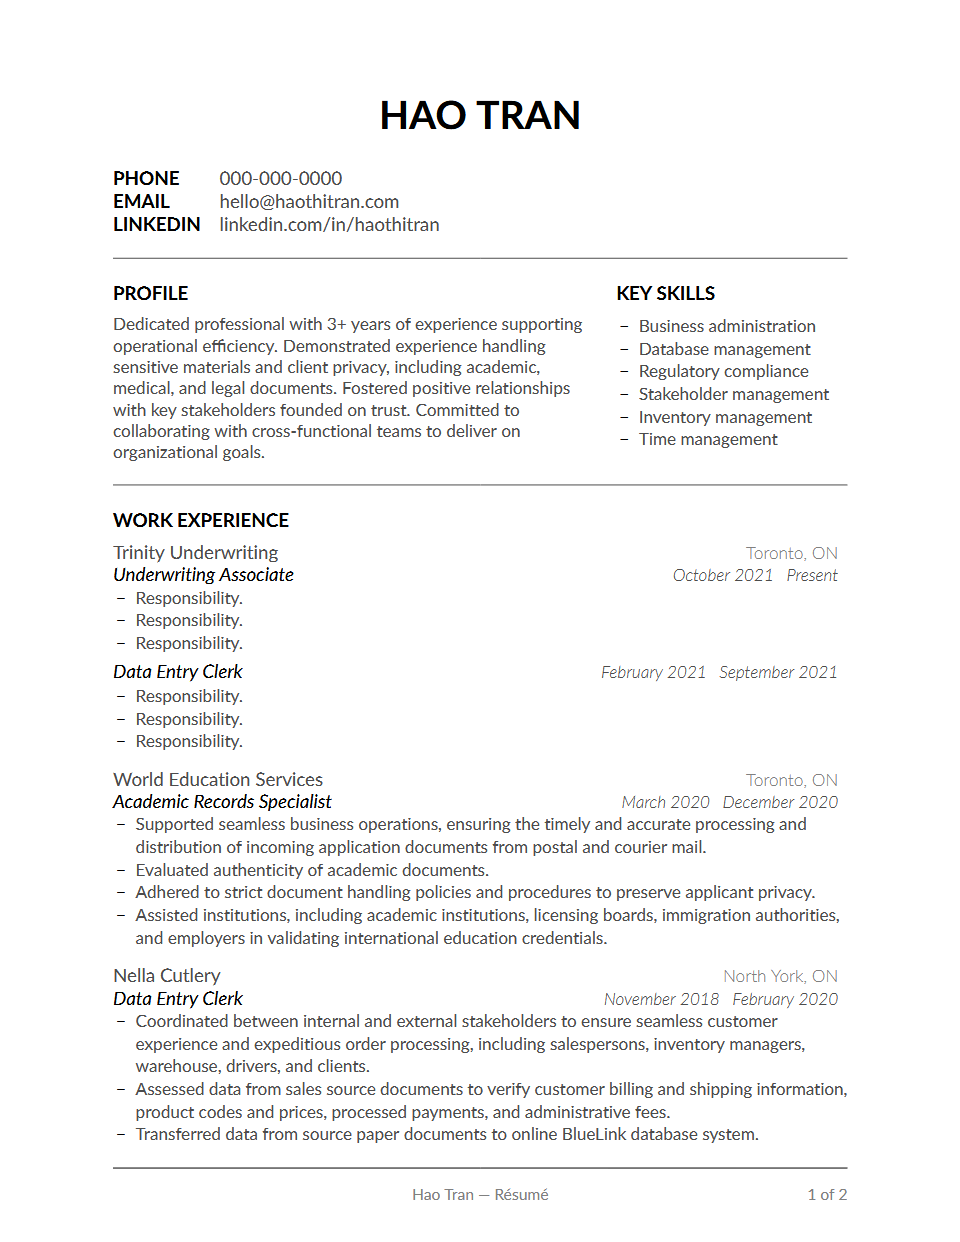 HAO TRAN
PHONE 000-000-0000
EMAIL hello@haothitran.com
LINKEDIN linkedin.com/in/haothitran
PROFILE
Dedicated professional with 3+ years of experience supporting
operational efficiency. Demonstrated experience handling
sensitive materials and client privacy, including academic,
medical, and legal documents. Fostered positive relationships
with key stakeholders founded on trust. Committed to
collaborating with cross-functional teams to deliver on
organizational goals.
KEY SKILLS
– Business administration
– Database management
– Regulatory compliance
– Stakeholder management
– Inventory management
– Time management
WORK EXPERIENCE
Trinity Underwriting Toronto, ON
Underwriting Associate October 2021 Present
– Responsibility.
– Responsibility.
– Responsibility.
Data Entry Clerk February 2021 September 2021
– Responsibility.
– Responsibility.
– Responsibility.
World Education Services Toronto, ON
Academic Records Specialist March 2020 December 2020
– Supported seamless business operations, ensuring the timely and accurate processing and
distribution of incoming application documents from postal and courier mail.
– Evaluated authenticity of academic documents.
– Adhered to strict document handling policies and procedures to preserve applicant privacy.
– Assisted institutions, including academic institutions, licensing boards, immigration authorities,
and employers in validating international education credentials.
Nella Cutlery North York, ON
Data Entry Clerk November 2018 February 2020
– Coordinated between internal and external stakeholders to ensure seamless customer
experience and expeditious order processing, including salespersons, inventory managers,
warehouse, drivers, and clients.
– Assessed data from sales source documents to verify customer billing and shipping information,
product codes and prices, processed payments, and administrative fees.
– Transferred data from source paper documents to online BlueLink database system.
Hao Tran — Résumé 1 of 2